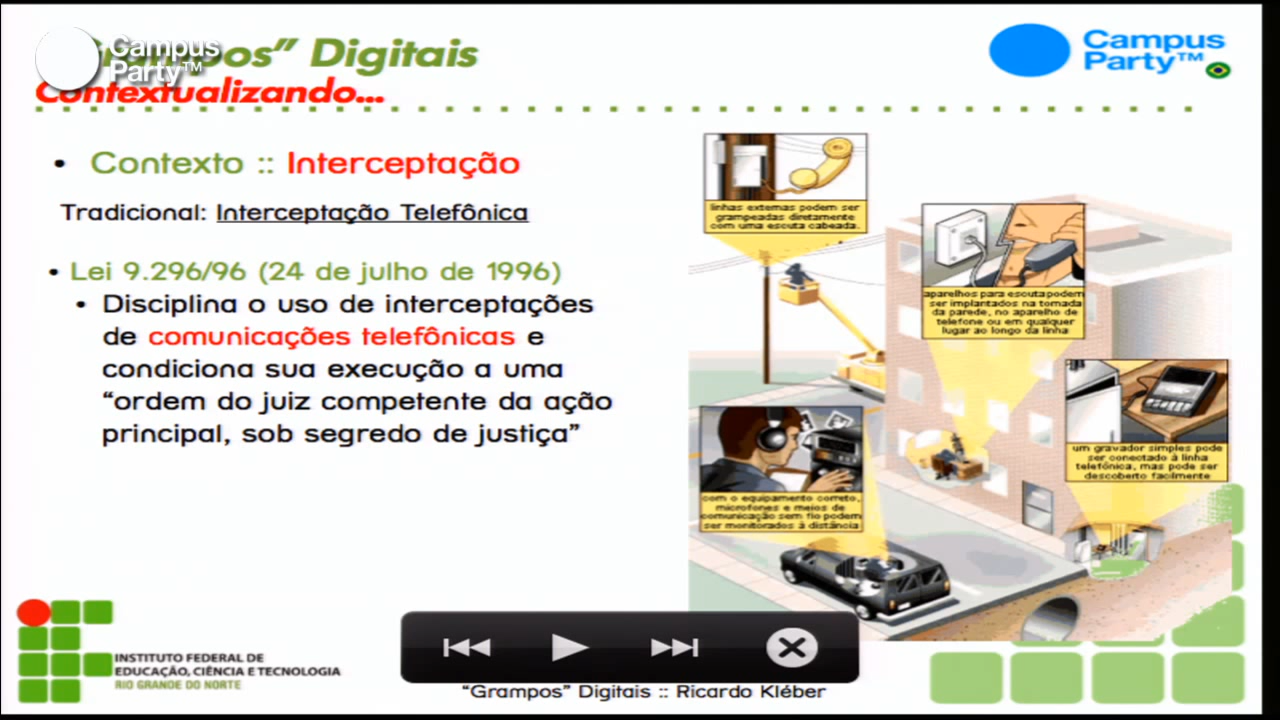 Campus
Party™
"Grampos" Digitais
Contextualizando...
Campus
Party™
• Contexto :: Interceptação
Tradicional: Interceptação Telefônica
• Lei 9.296/96 (24 de julho de 1996)
• Disciplina o uso de interceptações
de comunicações telefônicas e
condiciona sua execução a uma
“ordem do juiz competente da ação
principal, sob segredo de justiça”
linhas externas podem ser
grampeadas diretamente
com uma escuta cabeada.
aparelhos para escuta podem
ser implantados na tomada
da parede, no aparelho de
telefone ou em qualquer
lugar ao longo da linha
um gravador simples pode
ser conectado à linha
telefônica, mas pode ser
descoberto facilmente
com o equipamento correto,
microfones e meios de
comunicação sem fio podem
ser monitorados à distância
INSTITUTO FEDERAL DE
EDUCAÇÃO, CIÊNCIA E TECNOLOGIA
RIO GRANDE DO NORTE
“Grampos” Digitais :: Ricardo Kléber